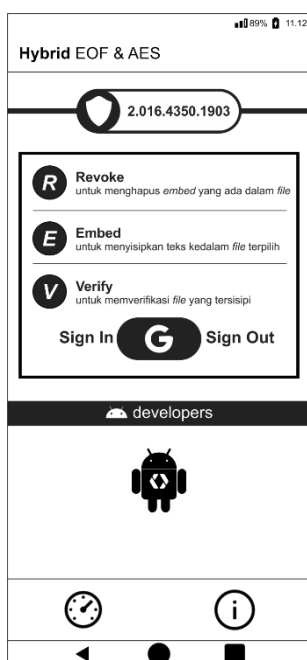 89% 11.12
Hybrid EOF & AES
2.016.4350.1903
R Revoke
untuk menghapus embed yang ada dalam file
E Embed
untuk menyisipkan teks kedalam file terpilih
V Verify
untuk memverifikasi file yang tersisipi
Sign In G Sign Out
developers
i